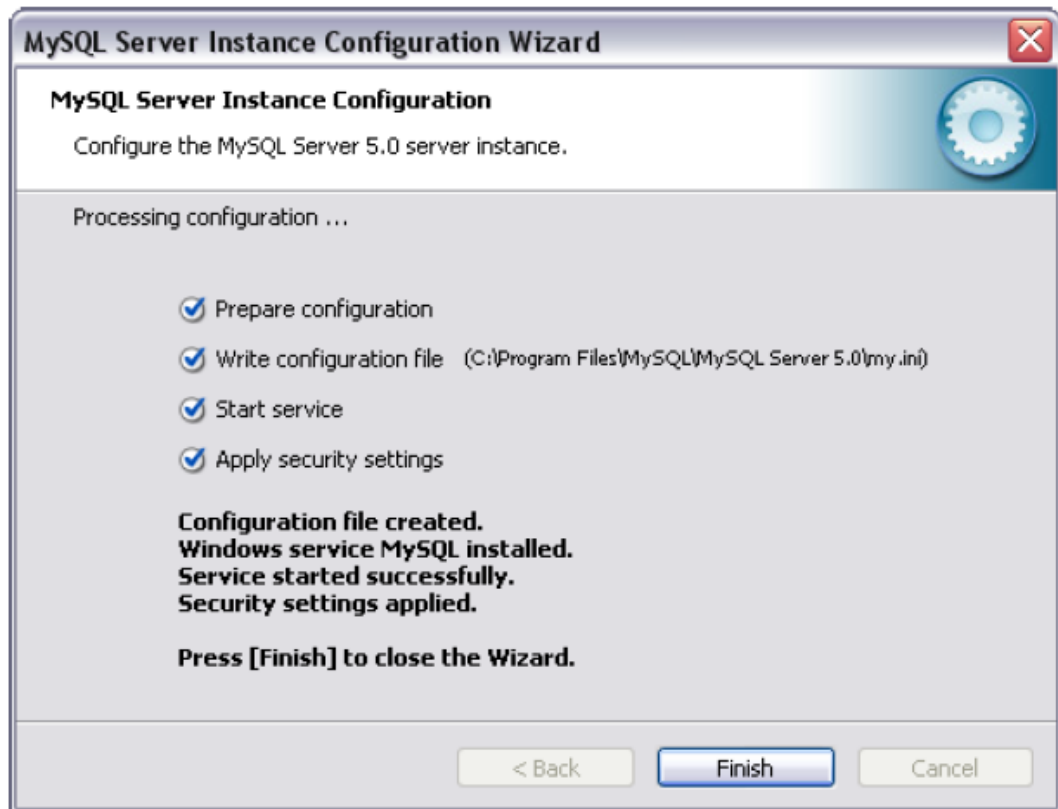 MySQL Server Instance Configuration Wizard
MySQL Server Instance Configuration
Configure the MySQL Server 5.0 server instance.
Processing configuration ...
Prepare configuration
Write configuration file (C:\Program Files\MySQL\MySQL Server 5.0\my.ini)
Start service
Apply security settings
Configuration file created.
Windows service MySQL installed.
Service started successfully.
Security settings applied.
Press [Finish] to close the Wizard.
< Back Finish Cancel